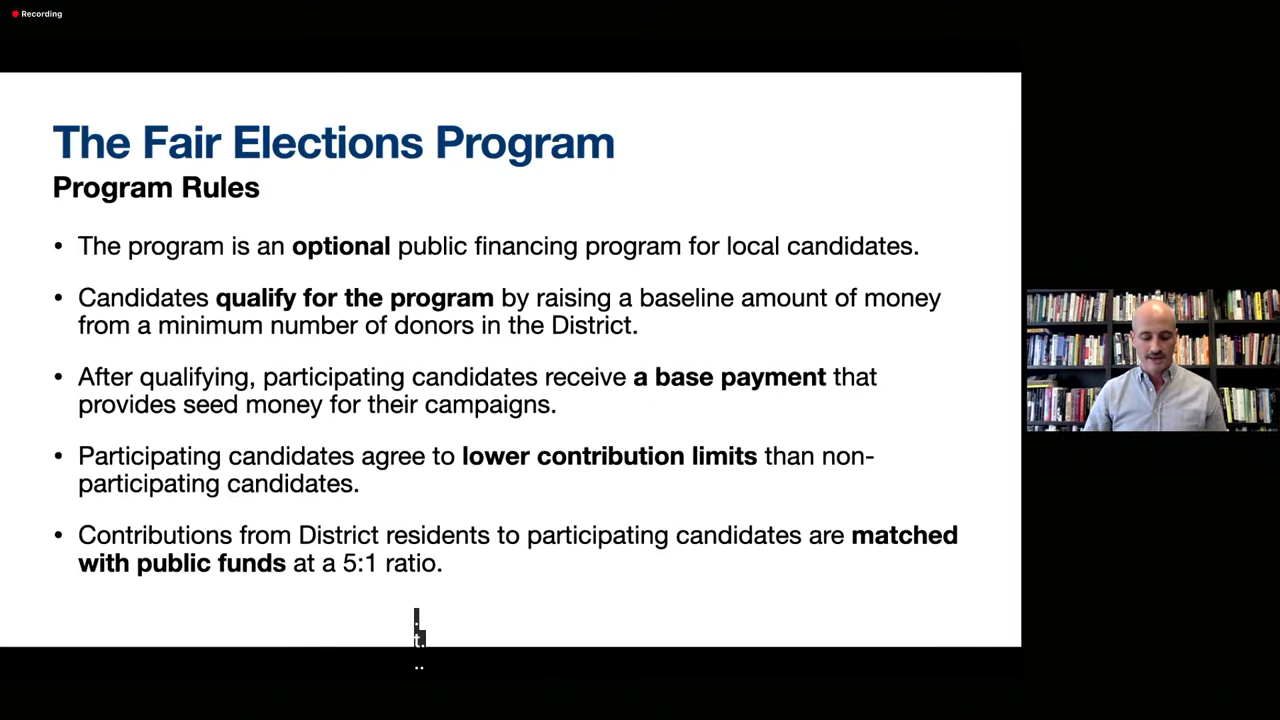 Recording
The Fair Elections Program
Program Rules
• The program is an optional public financing program for local candidates.
• Candidates qualify for the program by raising a baseline amount of money
from a minimum number of donors in the District.
• After qualifying, participating candidates receive a base payment that
provides seed money for their campaigns.
• Participating candidates agree to lower contribution limits than non-
participating candidates.
• Contributions from District residents to participating candidates are matched
with public funds at a 5:1 ratio.